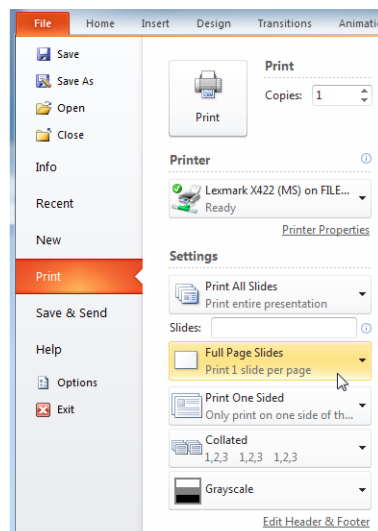 File Home Insert Design Transitions Animati
Save
Save As
Open
Close
Info
Recent
New
Print
Save & Send
Help
Options
Exit
Print
Print
Copies: 1
Printer
Lexmark X422 (MS) on FILE...
Ready
Printer Properties
Settings
Print All Slides
Print entire presentation
Slides:
Full Page Slides
Print 1 slide per page
Print One Sided
Only print on one side of th...
Collated
1,2,3 1,2,3 1,2,3
Grayscale
Edit Header & Footer